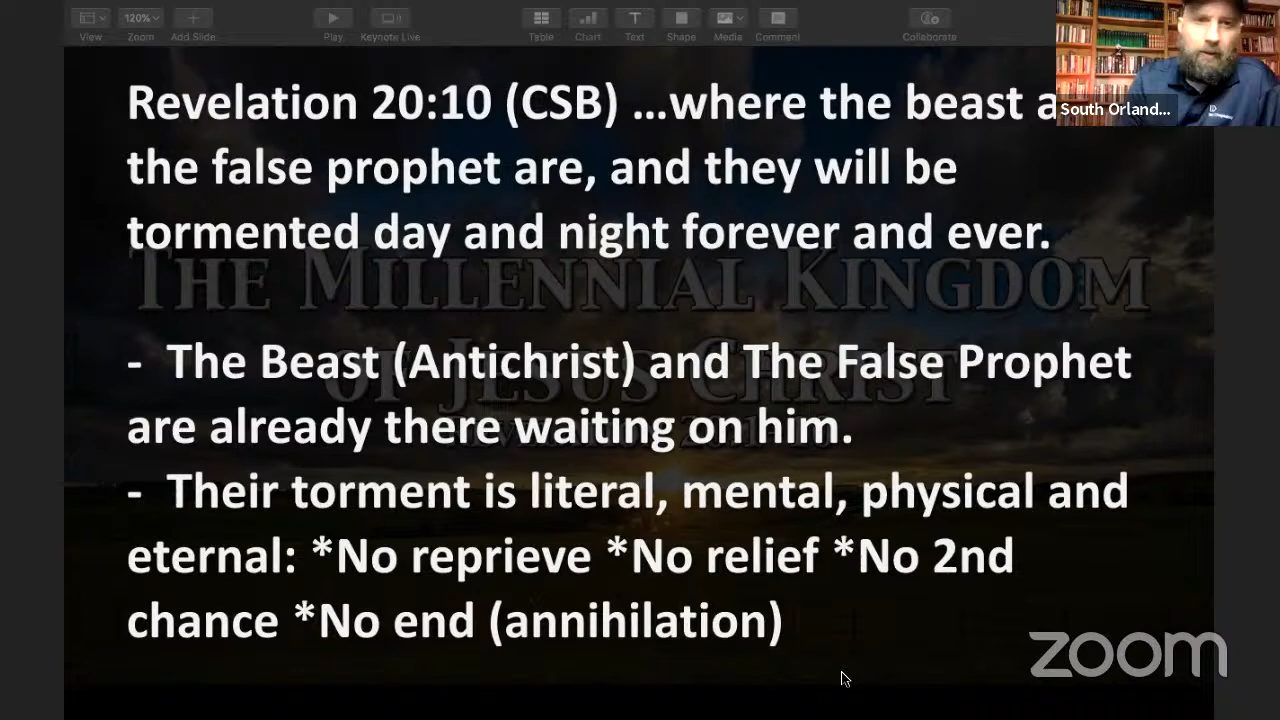 View
120%
Zoom
Add Slide
Play
Keynote Live
Table
Chart
Text
Shape
Media
Comment
Collaborate
South Orland...
Revelation 20:10 (CSB) ...where the beast a
the false prophet are, and they will be
tormented day and night forever and ever.
THE MILLENNIAL KINGDOM
OF JESUS CHRIST
- The Beast (Antichrist) and The False Prophet
are already there waiting on him.
- Their torment is literal, mental, physical and
eternal: *No reprieve *No relief *No 2nd
chance *No end (annihilation)
zoom